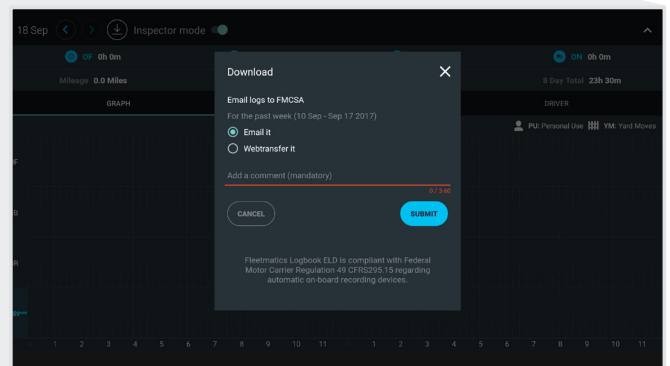 18 Sep
Inspector mode
OF 0h 0m
ON 0h 0m
Mileage 0.0 Miles
8 Day Total 23h 30m
GRAPH
DRIVER
PU: Personal Use YM: Yard Moves
Download
Email logs to FMCSA
For the past week (10 Sep - Sep 17 2017)
Email it
Webtransfer it
Add a comment (mandatory)
0 / 3-60
CANCEL
SUBMIT
Fleetmatics Logbook ELD is compliant with Federal
Motor Carrier Regulation 49 CFRS295.15 regarding
automatic on-board recording devices.
1 2 3 4 5 6 7 8 9 10 11 1 2 3 4 5 6 7 8 9 10 11